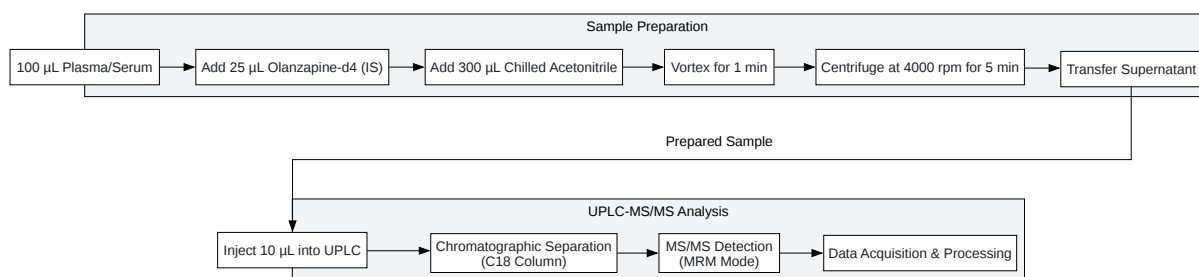 Sample Preparation
100 µL Plasma/Serum
Add 25 µL Olanzapine-d4 (IS)
Add 300 µL Chilled Acetonitrile
Vortex for 1 min
Centrifuge at 4000 rpm for 5 min
Transfer Supernatant
Prepared Sample
UPLC-MS/MS Analysis
Inject 10 µL into UPLC
Chromatographic Separation
(C18 Column)
MS/MS Detection
(MRM Mode)
Data Acquisition & Processing